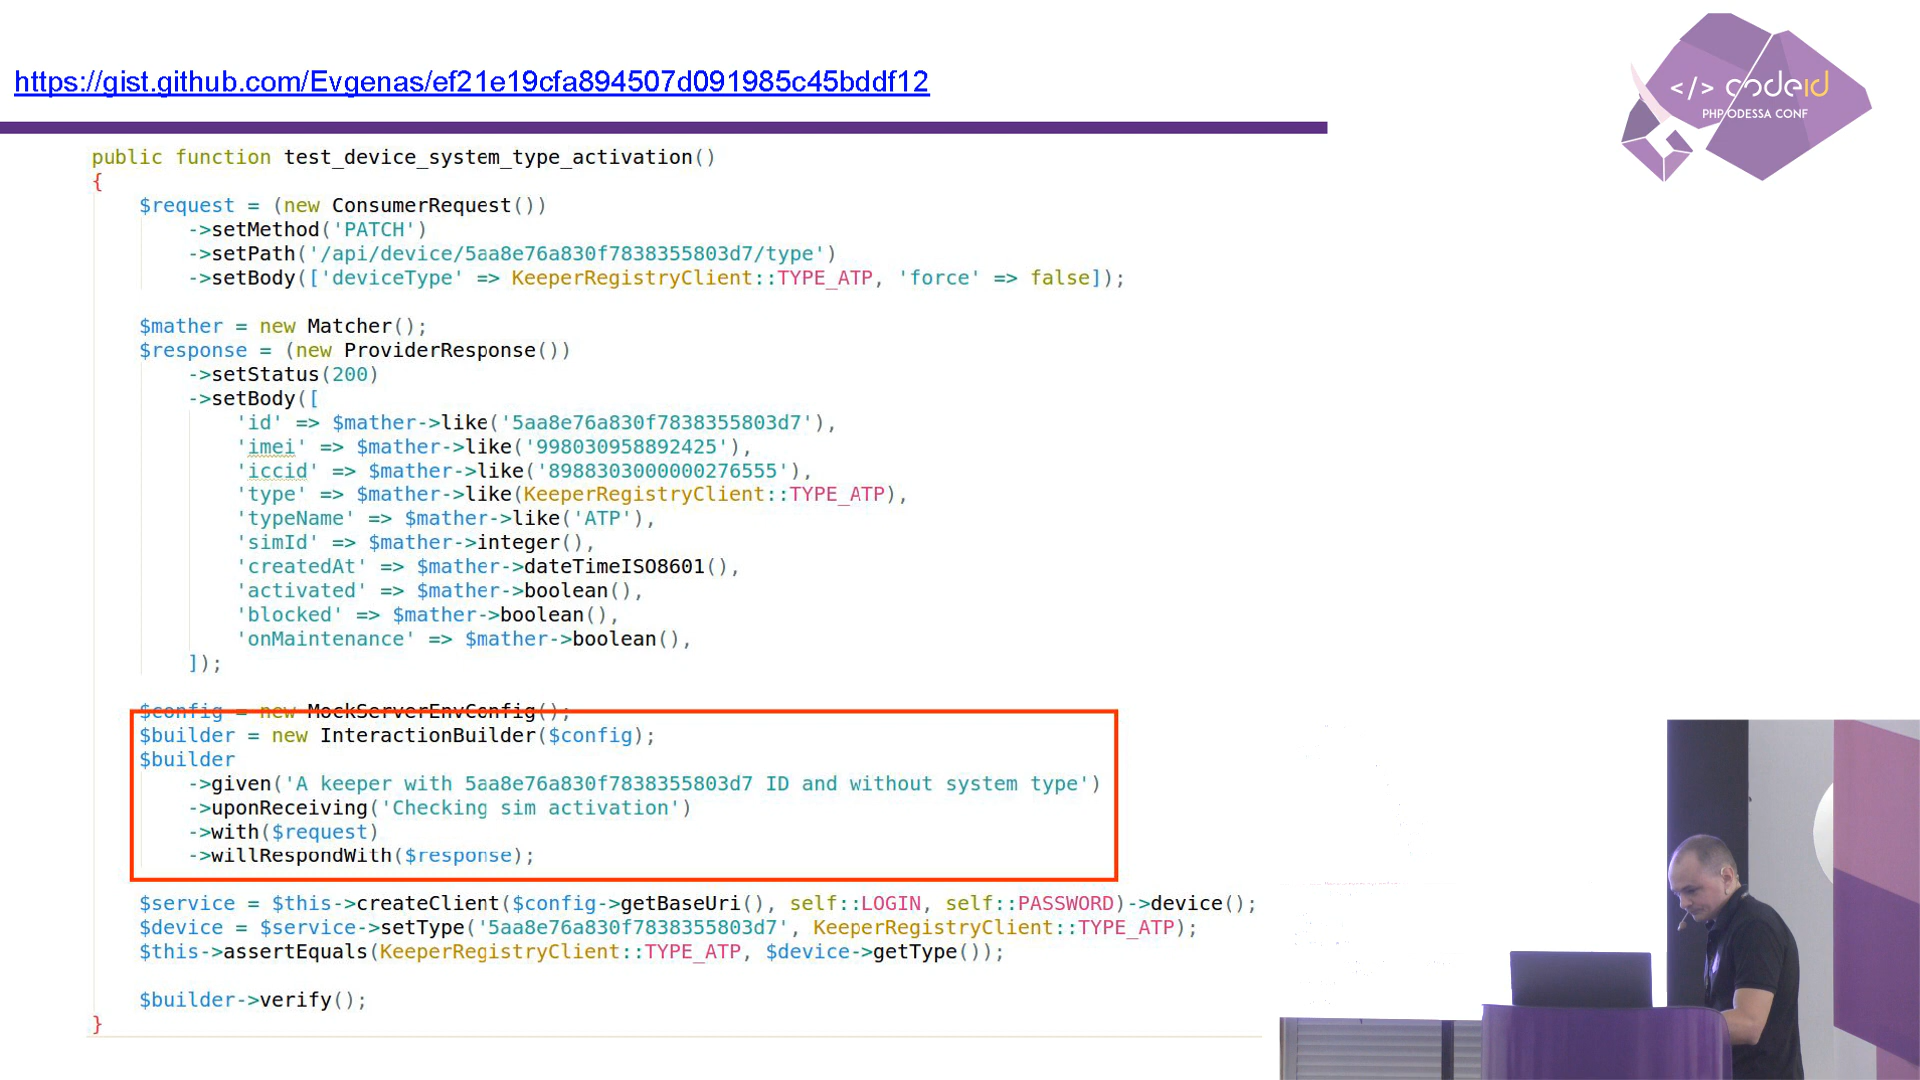 https://gist.github.com/Evgenas/ef21e19cfa894507d091985c45bddf12
</> codeid
PHP ODESSA CONF
public function test_device_system_type_activation()
{
$request = (new ConsumerRequest())
->setMethod('PATCH')
->setPath('/api/device/5aa8e76a830f7838355803d7/type')
->setBody(['deviceType' => KeeperRegistryClient::TYPE_ATP, 'force' => false]);
$mather = new Matcher();
$response = (new ProviderResponse())
->setStatus(200)
->setBody([
'id' => $mather->like('5aa8e76a830f7838355803d7'),
'imei' => $mather->like('998030958892425'),
'iccid' => $mather->like('8988303000000276555'),
'type' => $mather->like(KeeperRegistryClient::TYPE_ATP),
'typeName' => $mather->like('ATP'),
'simId' => $mather->integer(),
'createdAt' => $mather->dateTimeISO8601(),
'activated' => $mather->boolean(),
'blocked' => $mather->boolean(),
'onMaintenance' => $mather->boolean(),
]);
$config = new MockServerEnvConfig();
$builder = new InteractionBuilder($config);
$builder
->given('A keeper with 5aa8e76a830f7838355803d7 ID and without system type')
->uponReceiving('Checking sim activation')
->with($request)
->willRespondWith($response);
$service = $this->createClient($config->getBaseUri(), self::LOGIN, self::PASSWORD)->device();
$device = $service->setType('5aa8e76a830f7838355803d7', KeeperRegistryClient::TYPE_ATP);
$this->assertEquals(KeeperRegistryClient::TYPE_ATP, $device->getType());
$builder->verify();
}